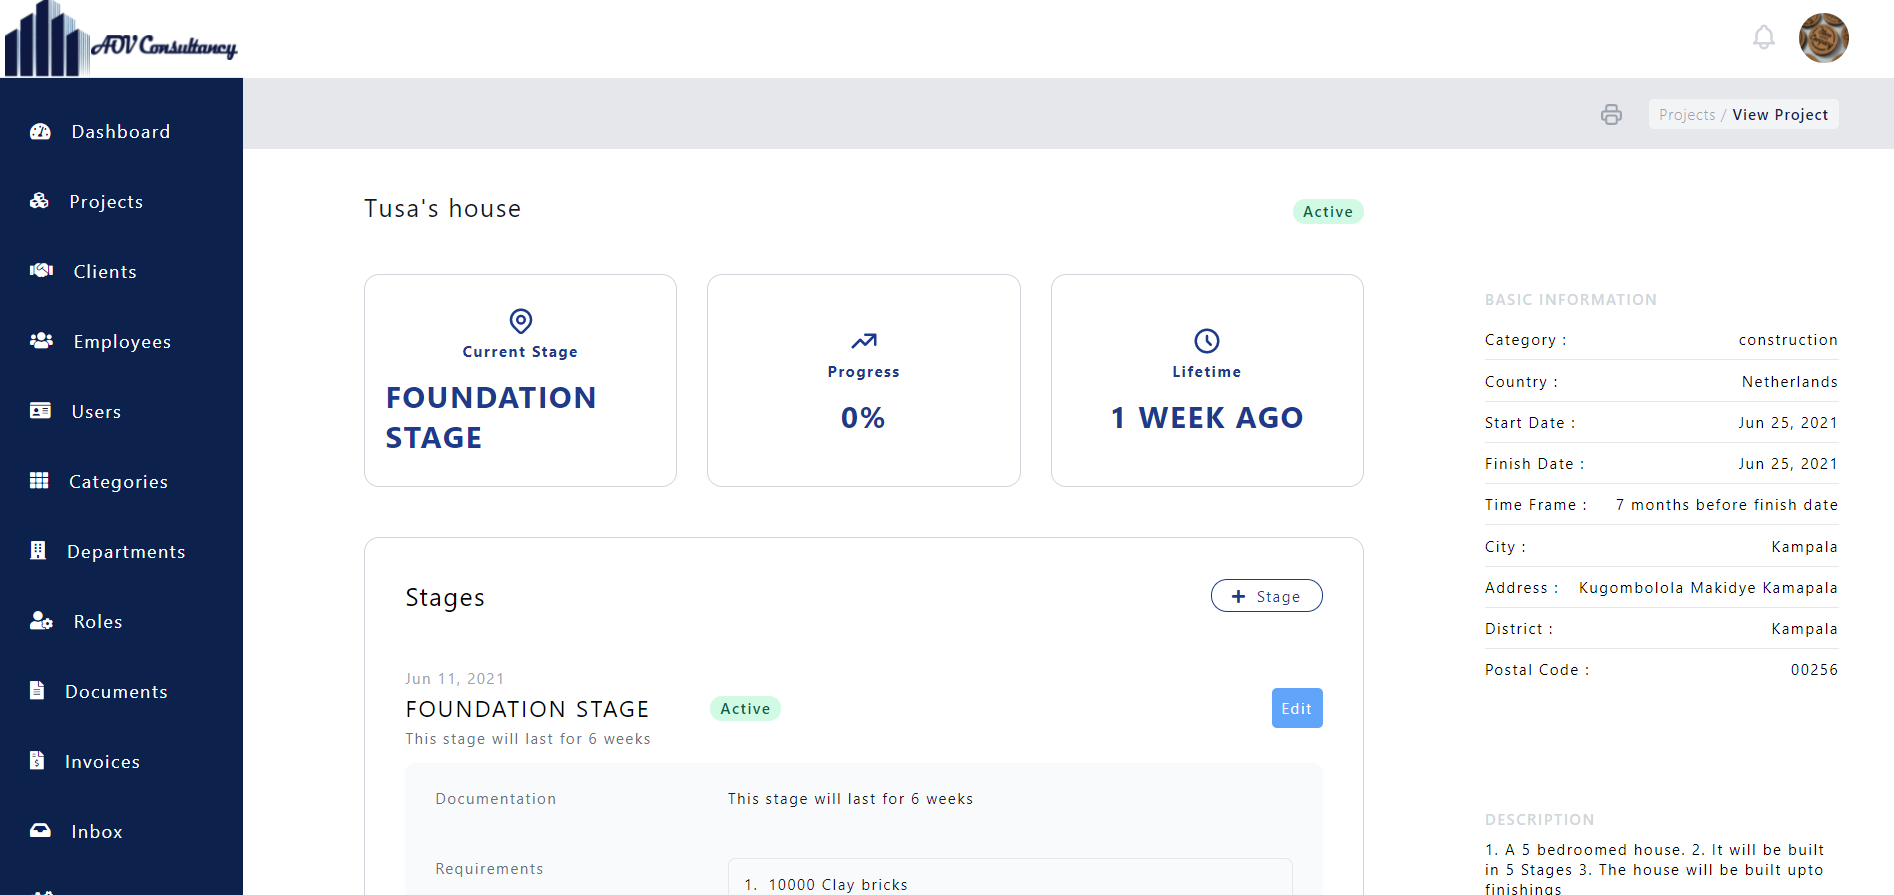 AOV Consultancy
Projects / View Project
Dashboard
Projects
Clients
Employees
Users
Categories
Departments
Roles
Documents
Invoices
Inbox
Tusa's house
Active
Current Stage
FOUNDATION
STAGE
Progress
0%
Lifetime
1 WEEK AGO
Stages
+ Stage
Jun 11, 2021
FOUNDATION STAGE
Active
Edit
This stage will last for 6 weeks
Documentation
This stage will last for 6 weeks
Requirements
1. 10000 Clay bricks
BASIC INFORMATION
Category : construction
Country : Netherlands
Start Date : Jun 25, 2021
Finish Date : Jun 25, 2021
Time Frame : 7 months before finish date
City : Kampala
Address : Kugombolola Makidye Kamapala
District : Kampala
Postal Code : 00256
DESCRIPTION
1. A 5 bedroomed house. 2. It will be built
in 5 Stages 3. The house will be built upto
finishings